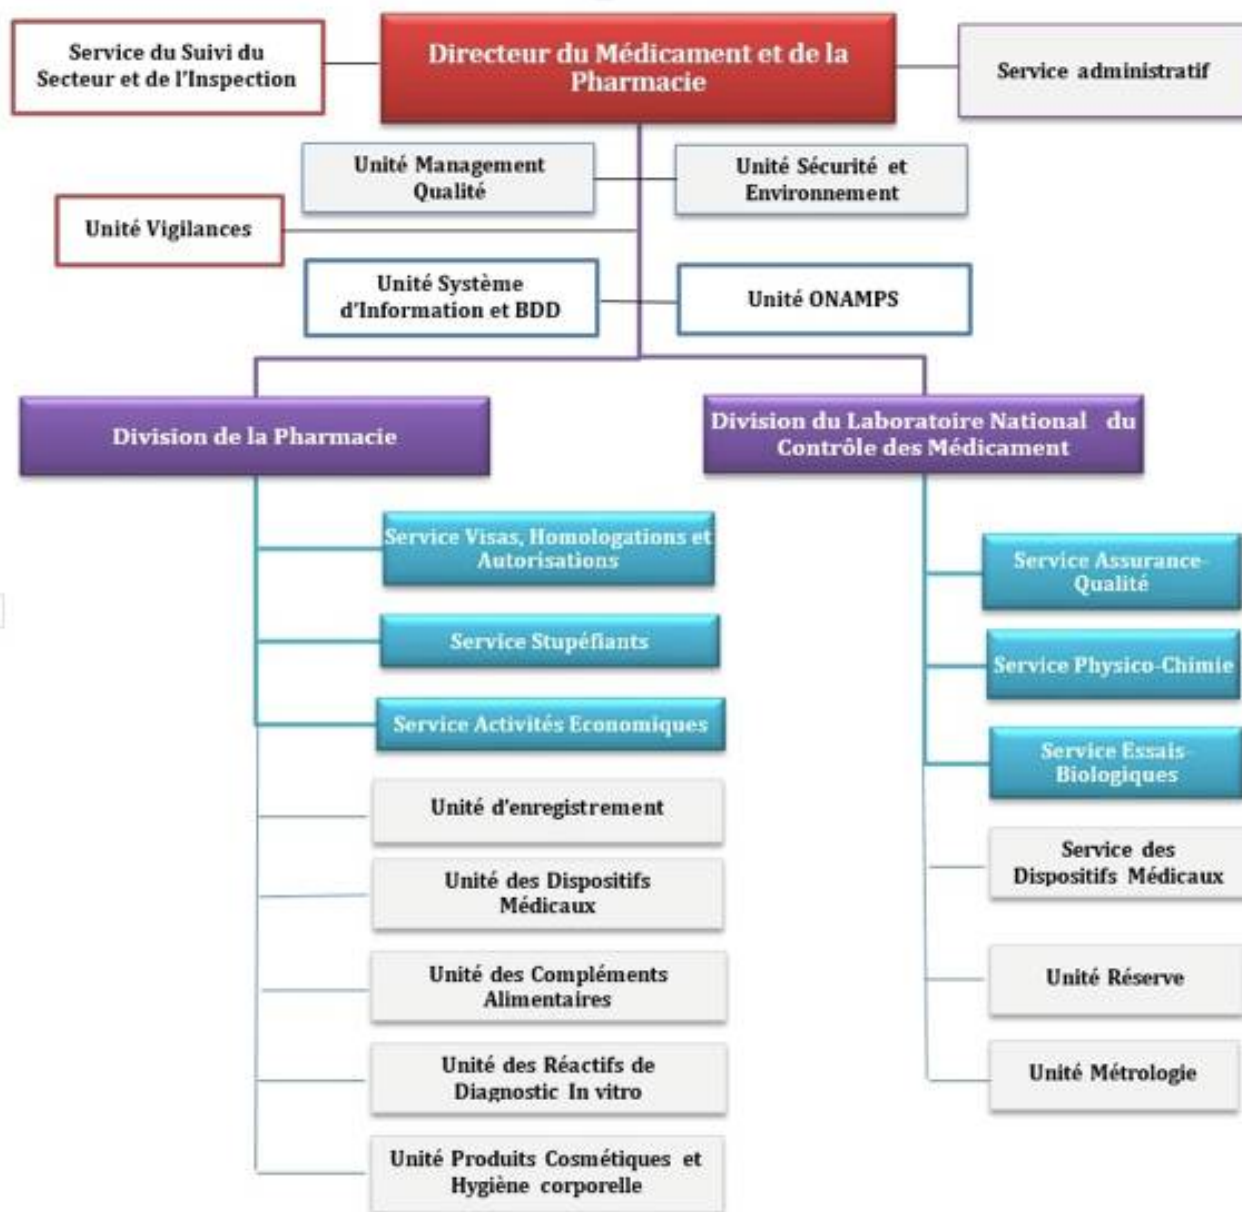 Service du Suivi du
Secteur et de l'Inspection
Directeur du Médicament et de la
Pharmacie
Service administratif
Unité Management
Qualité
Unité Sécurité et
Environnement
Unité Vigilances
Unité Système
d'Information et BDD
Unité ONAMPS
Division de la Pharmacie
Division du Laboratoire National du
Contrôle des Médicament
Service Visas, Homologations et
Autorisations
Service Stupéfiants
Service Activités Economiques
Unité d'enregistrement
Unité des Dispositifs
Médicaux
Unité des Compléments
Alimentaires
Unité des Réactifs de
Diagnostic In vitro
Unité Produits Cosmétiques et
Hygiène corporelle
Service Assurance-
Qualité
Service Physico-Chimie
Service Essais-
Biologiques
Service des
Dispositifs Médicaux
Unité Réserve
Unité Métrologie